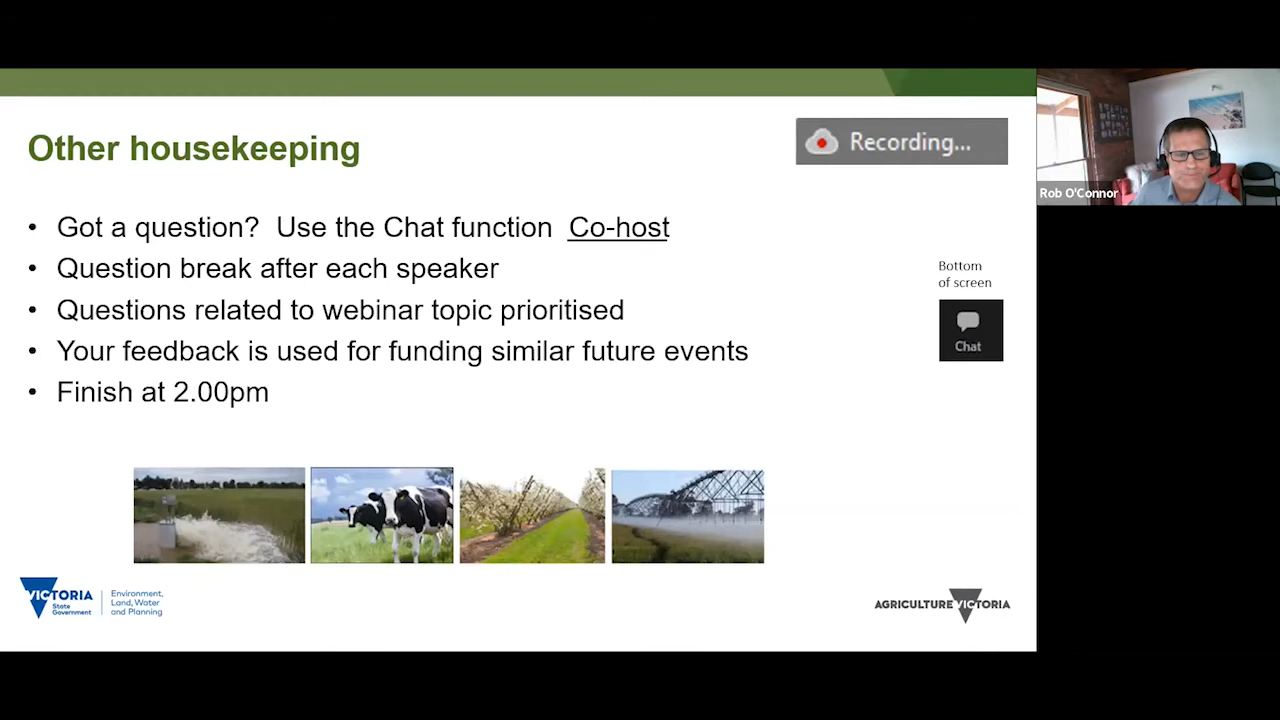 Other housekeeping
Recording...
Rob O'Connor
• Got a question? Use the Chat function Co-host
• Question break after each speaker
• Questions related to webinar topic prioritised
• Your feedback is used for funding similar future events
• Finish at 2.00pm
Bottom
of screen
Chat
VICTORIA
State
Government
Environment,
Land, Water
and Planning
AGRICULTURE VICTORIA